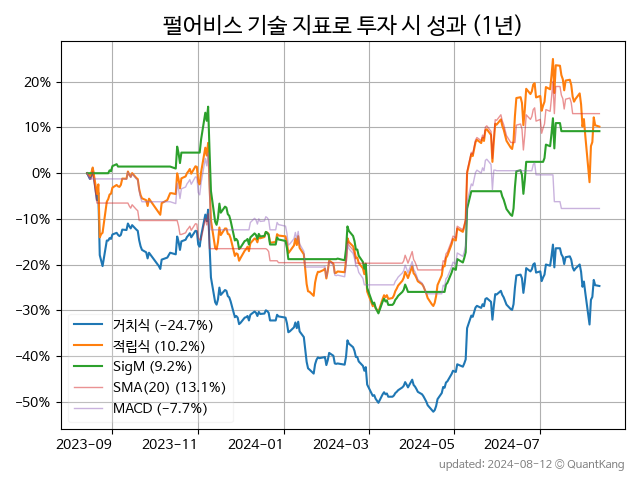 펄어비스 기술 지표로 투자 시 성과 (1년)
20%
10%
0%
−10%
−20%
−30%
−40%
−50%
거치식 (−24.7%)
적립식 (10.2%)
SigM (9.2%)
SMA(20) (13.1%)
MACD (−7.7%)
2023-09
2023-11
2024-01
2024-03
2024-05
2024-07
updated: 2024-08-12 © QuantKang